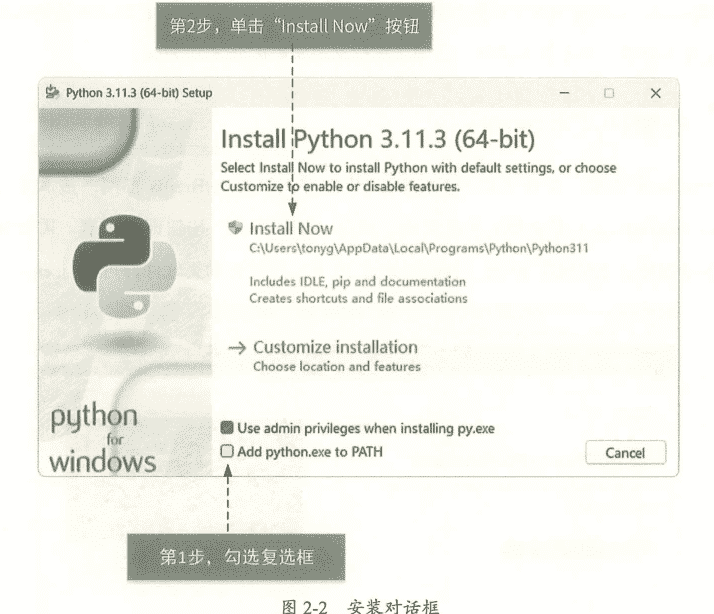 第2步，单击“Install Now”按钮
Python 3.11.3 (64-bit) Setup
Install Python 3.11.3 (64-bit)
Select Install Now to install Python with default settings, or choose
Customize to enable or disable features.
Install Now
C:\Users\tonyg\AppData\Local\Programs\Python\Python311
Includes IDLE, pip and documentation
Creates shortcuts and file associations
Customize installation
Choose location and features
python
for
windows
Use admin privileges when installing py.exe
Add python.exe to PATH
Cancel
第1步，勾选复选框
图 2-2 安装对话框